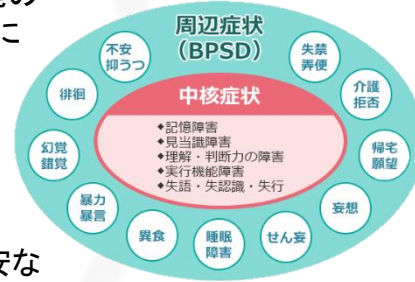 に
周辺症状
(BPSD)
不安
抑うつ
失禁
弄便
徘徊
介護
拒否
中核症状
◆記憶障害
◆見当識障害
◆理解・判断力の障害
◆実行機能障害
◆失語・失認識・失行
幻覚
錯覚
帰宅
願望
暴力
暴言
妄想
異食
睡眠
障害
せん妄
安な